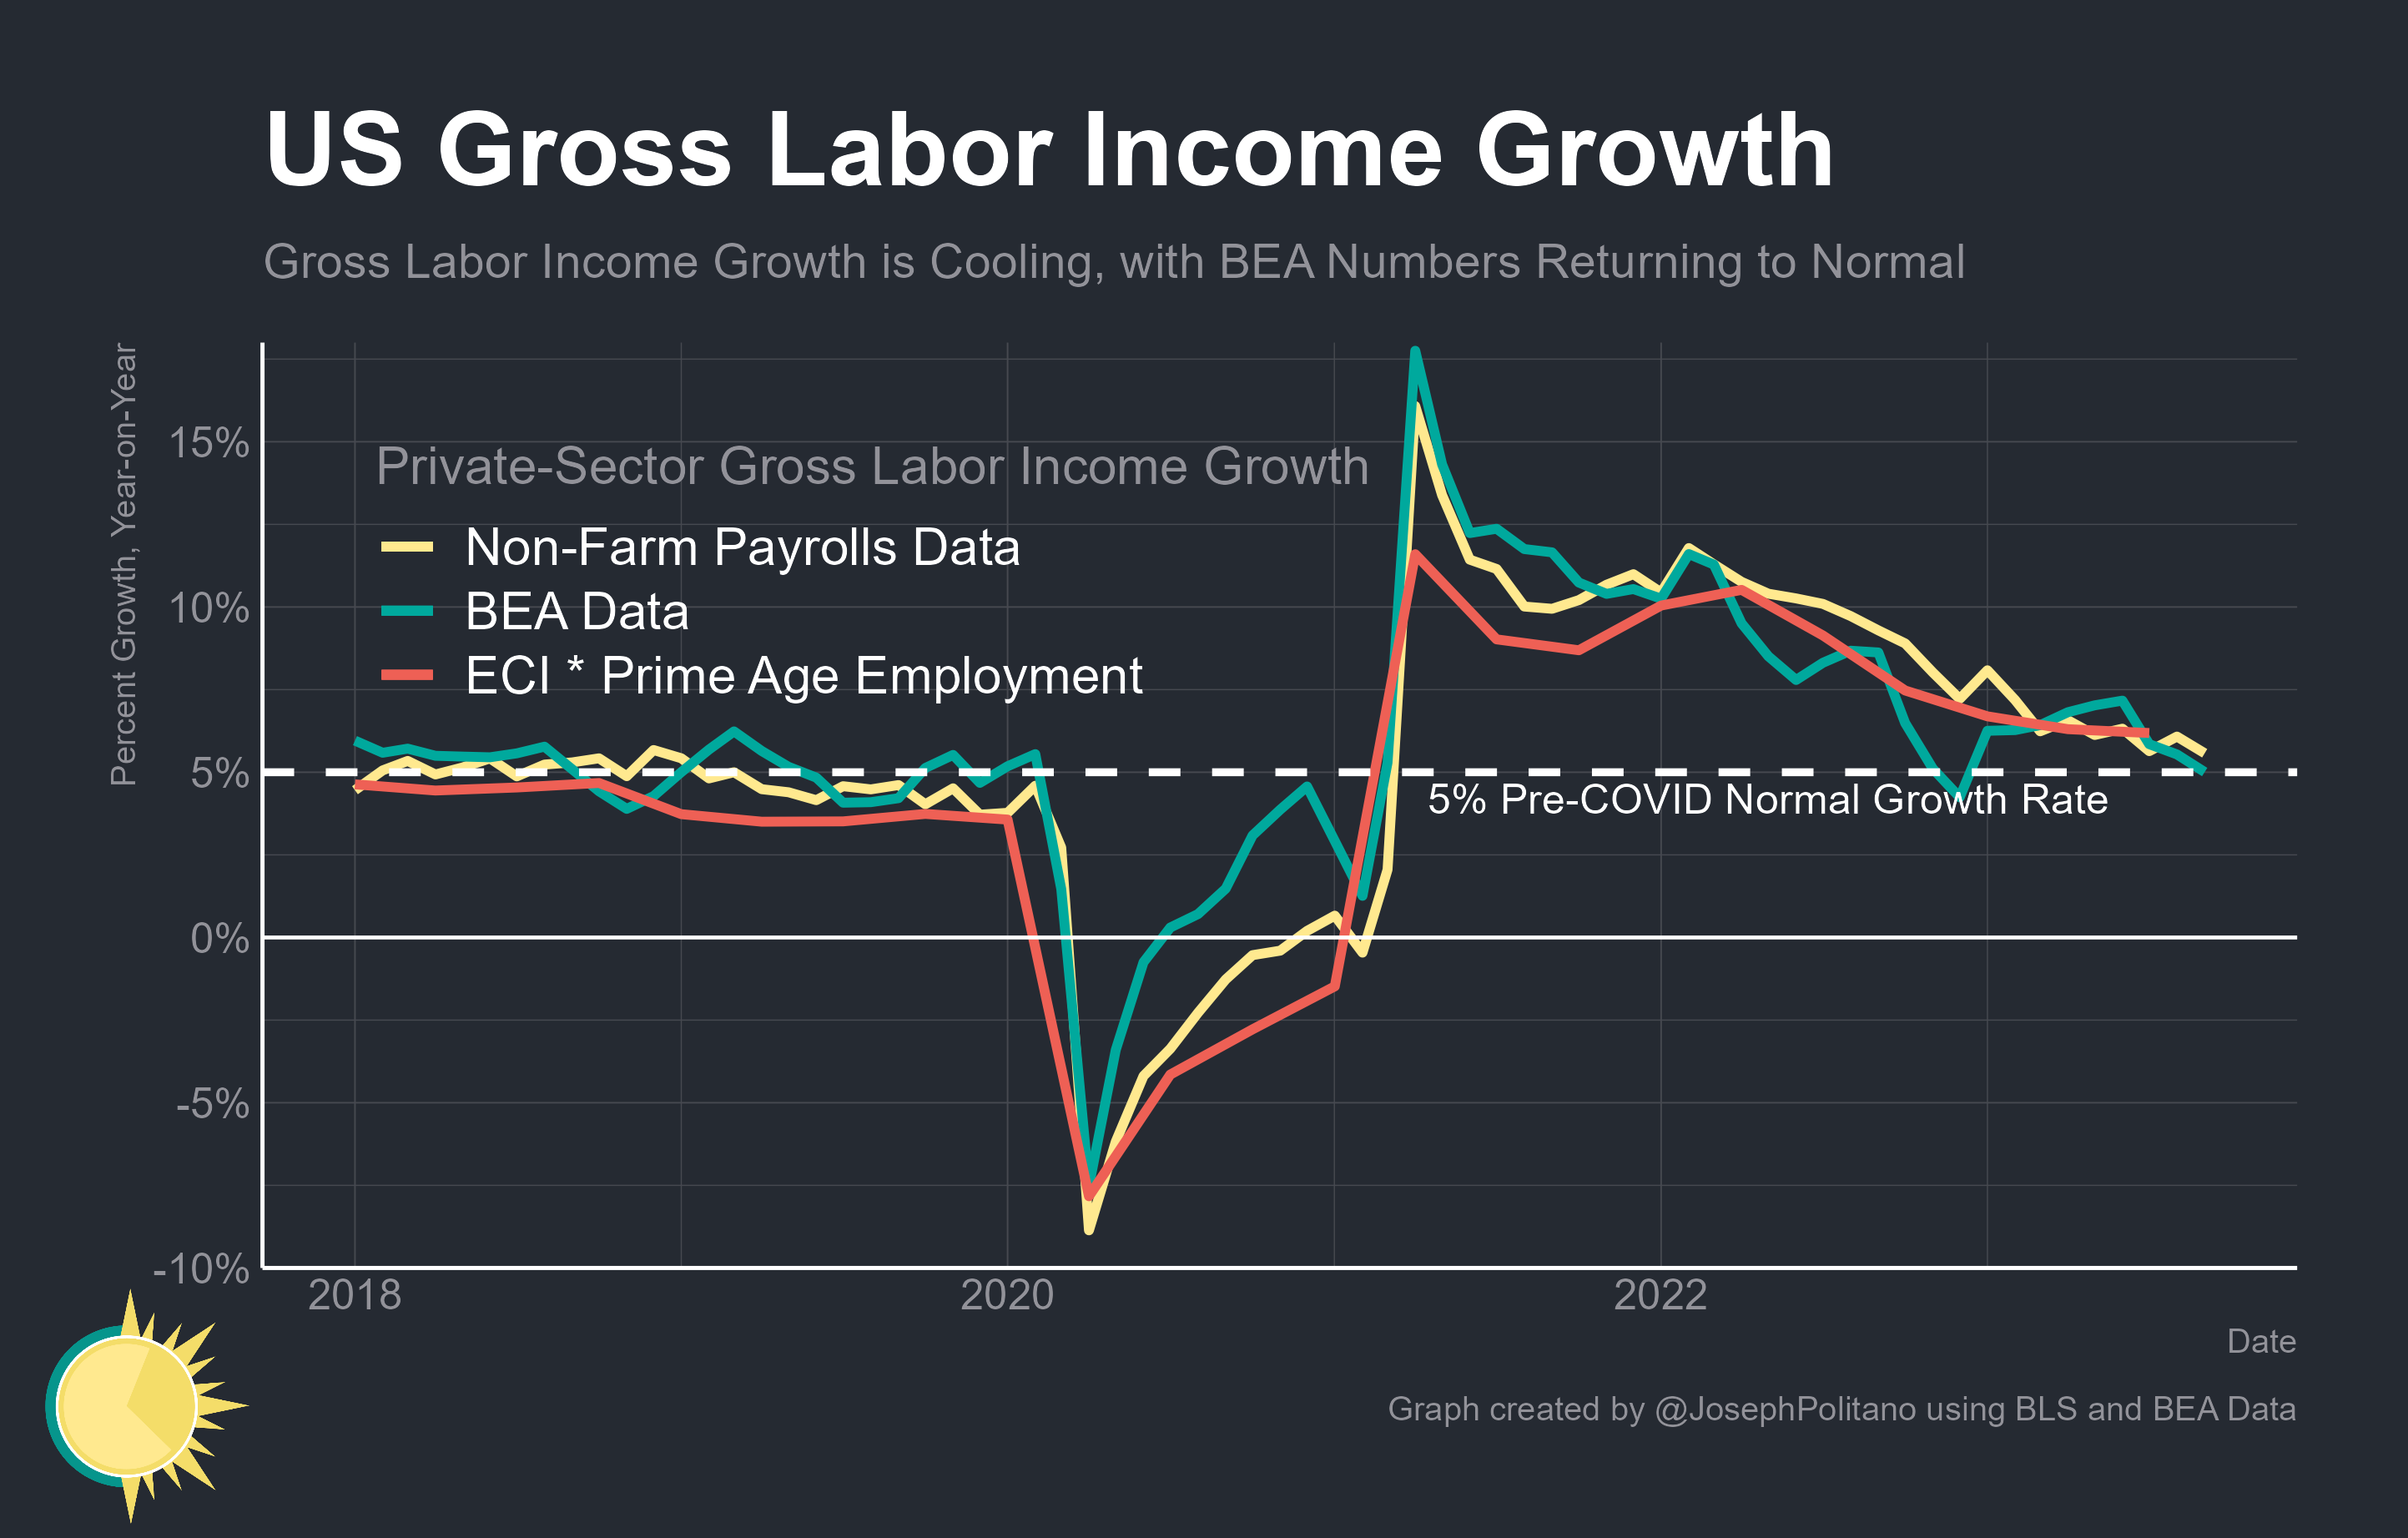 US Gross Labor Income Growth
Gross Labor Income Growth is Cooling, with BEA Numbers Returning to Normal
Percent Growth, Year-on-Year
15%
10%
5%
0%
-5%
-10%
Private-Sector Gross Labor Income Growth
Non-Farm Payrolls Data
BEA Data
ECI * Prime Age Employment
5% Pre-COVID Normal Growth Rate
2018
2020
2022
Date
Graph created by @JosephPolitano using BLS and BEA Data